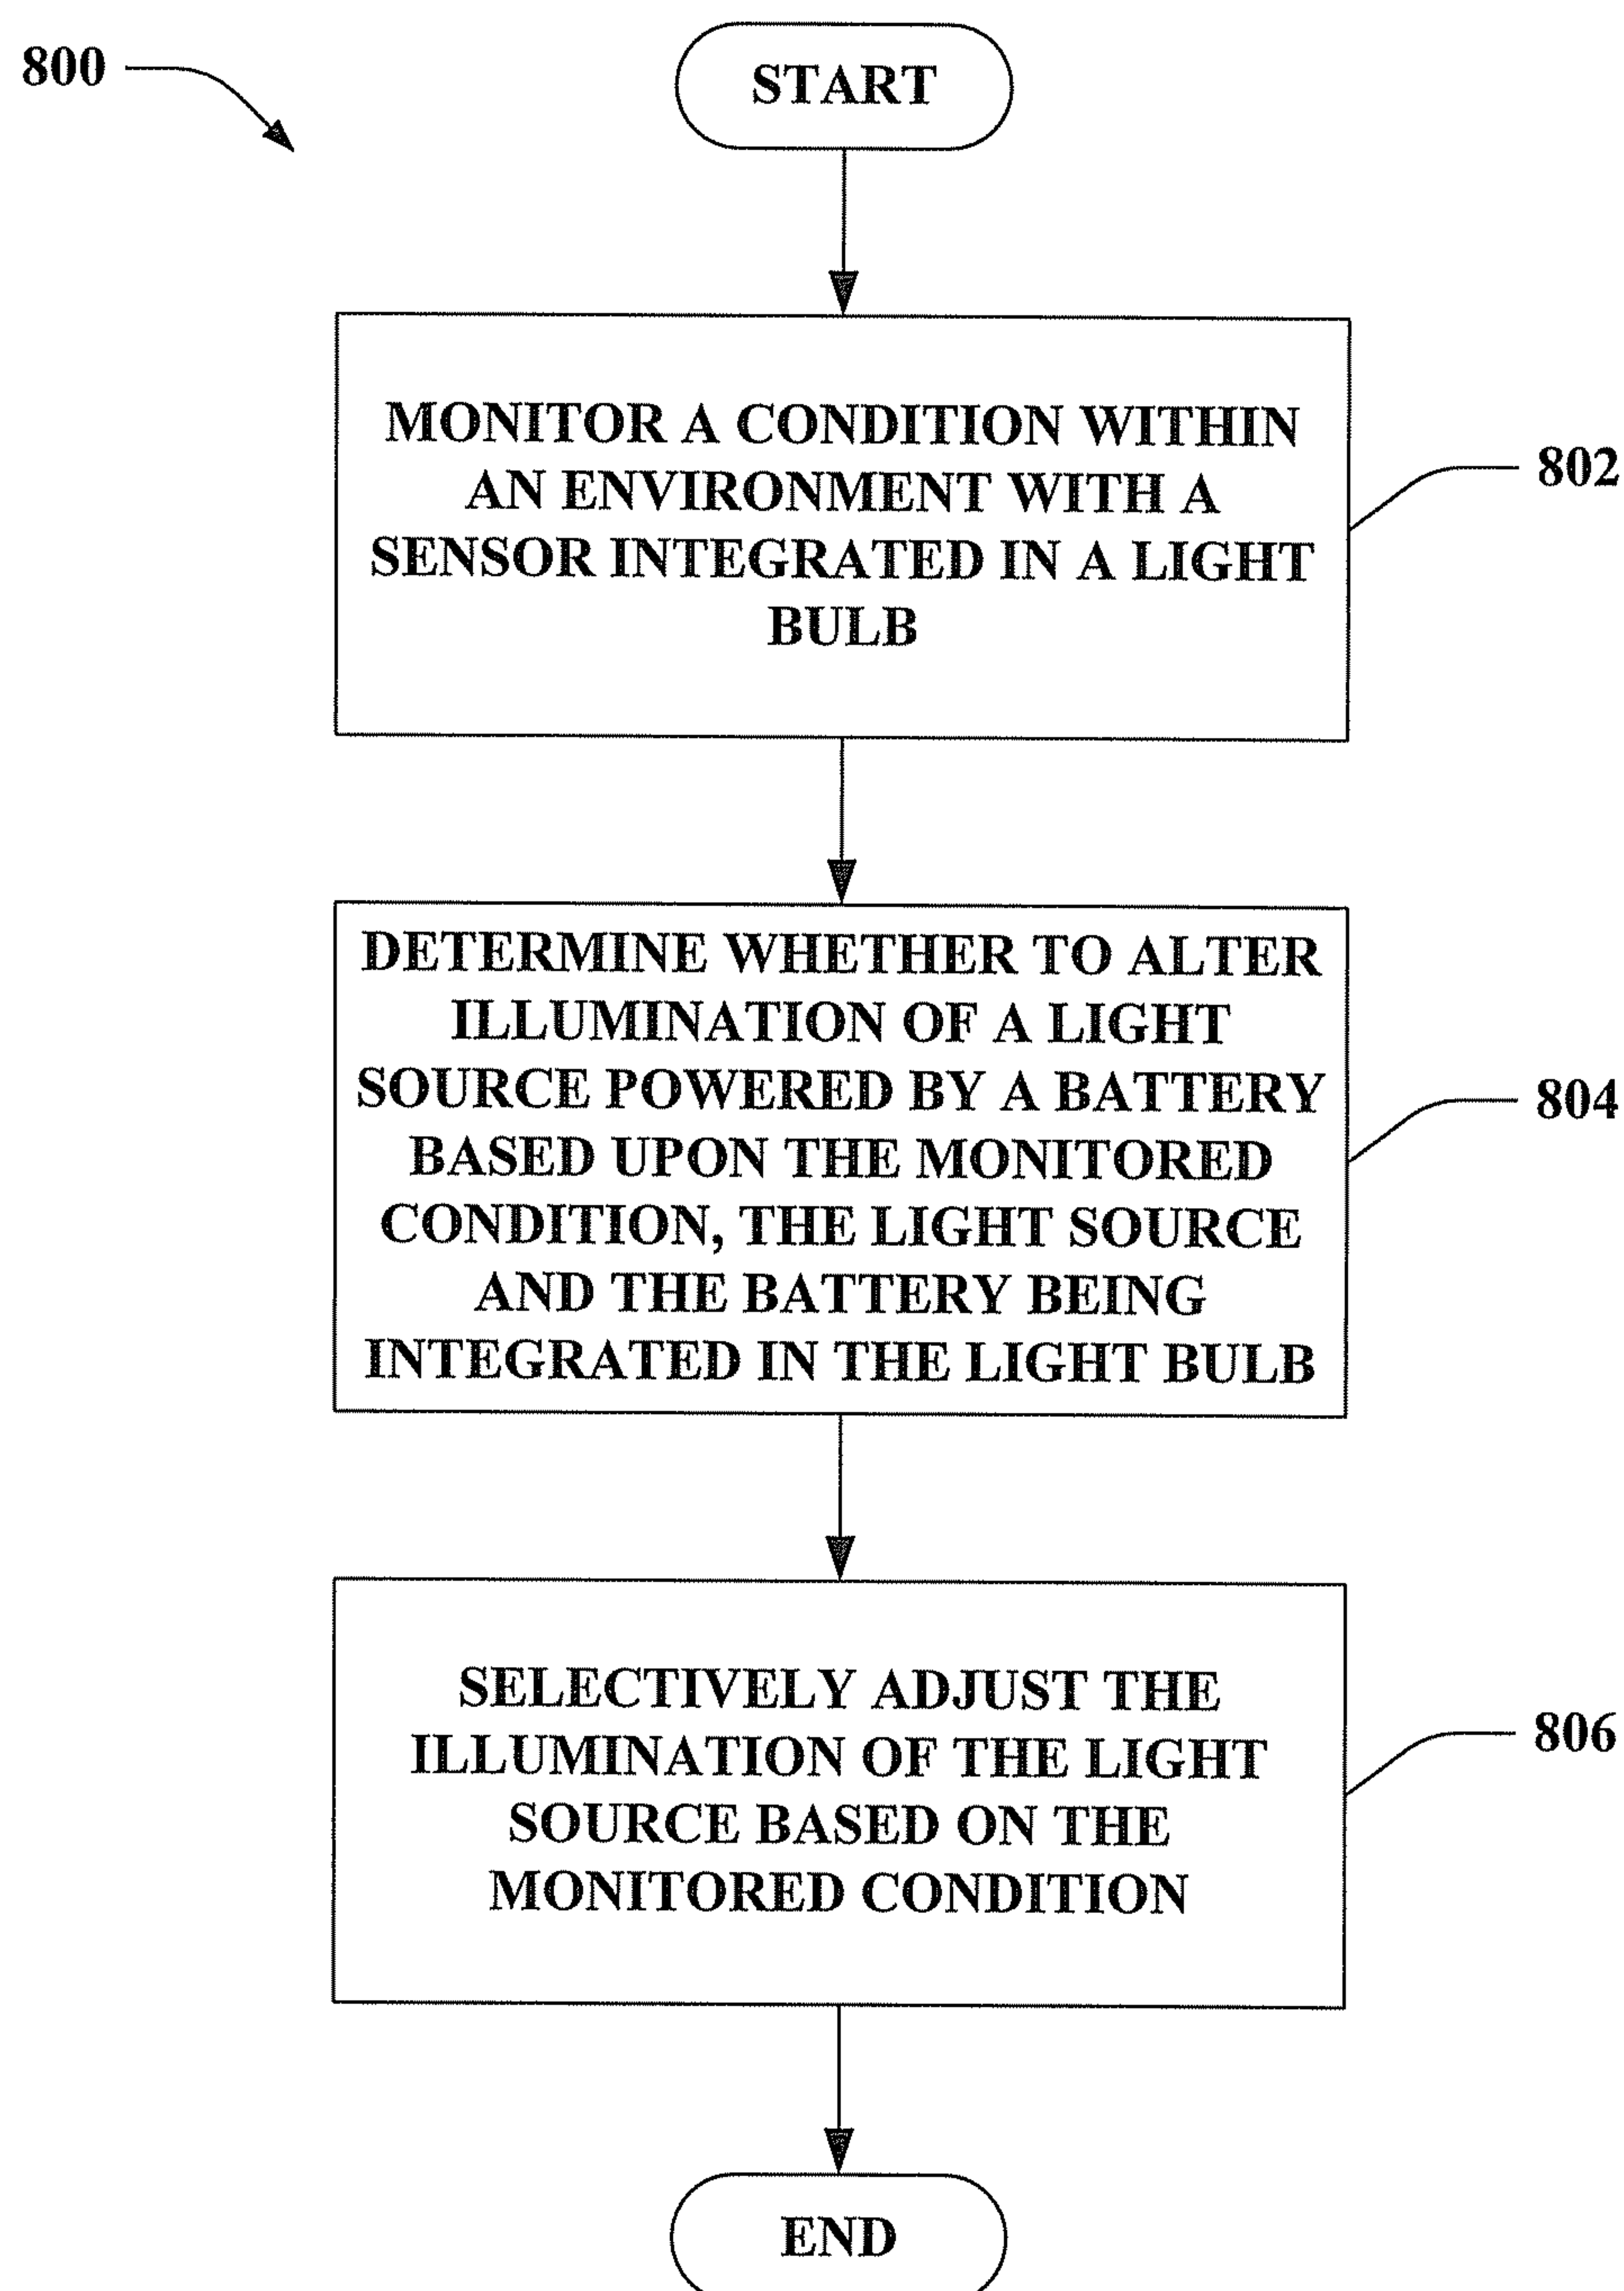 800
START
MONITOR A CONDITION WITHIN
AN ENVIRONMENT WITH A
SENSOR INTEGRATED IN A LIGHT
BULB
802
DETERMINE WHETHER TO ALTER
ILLUMINATION OF A LIGHT
SOURCE POWERED BY A BATTERY
BASED UPON THE MONITORED
CONDITION, THE LIGHT SOURCE
AND THE BATTERY BEING
INTEGRATED IN THE LIGHT BULB
804
SELECTIVELY ADJUST THE
ILLUMINATION OF THE LIGHT
SOURCE BASED ON THE
MONITORED CONDITION
806
END